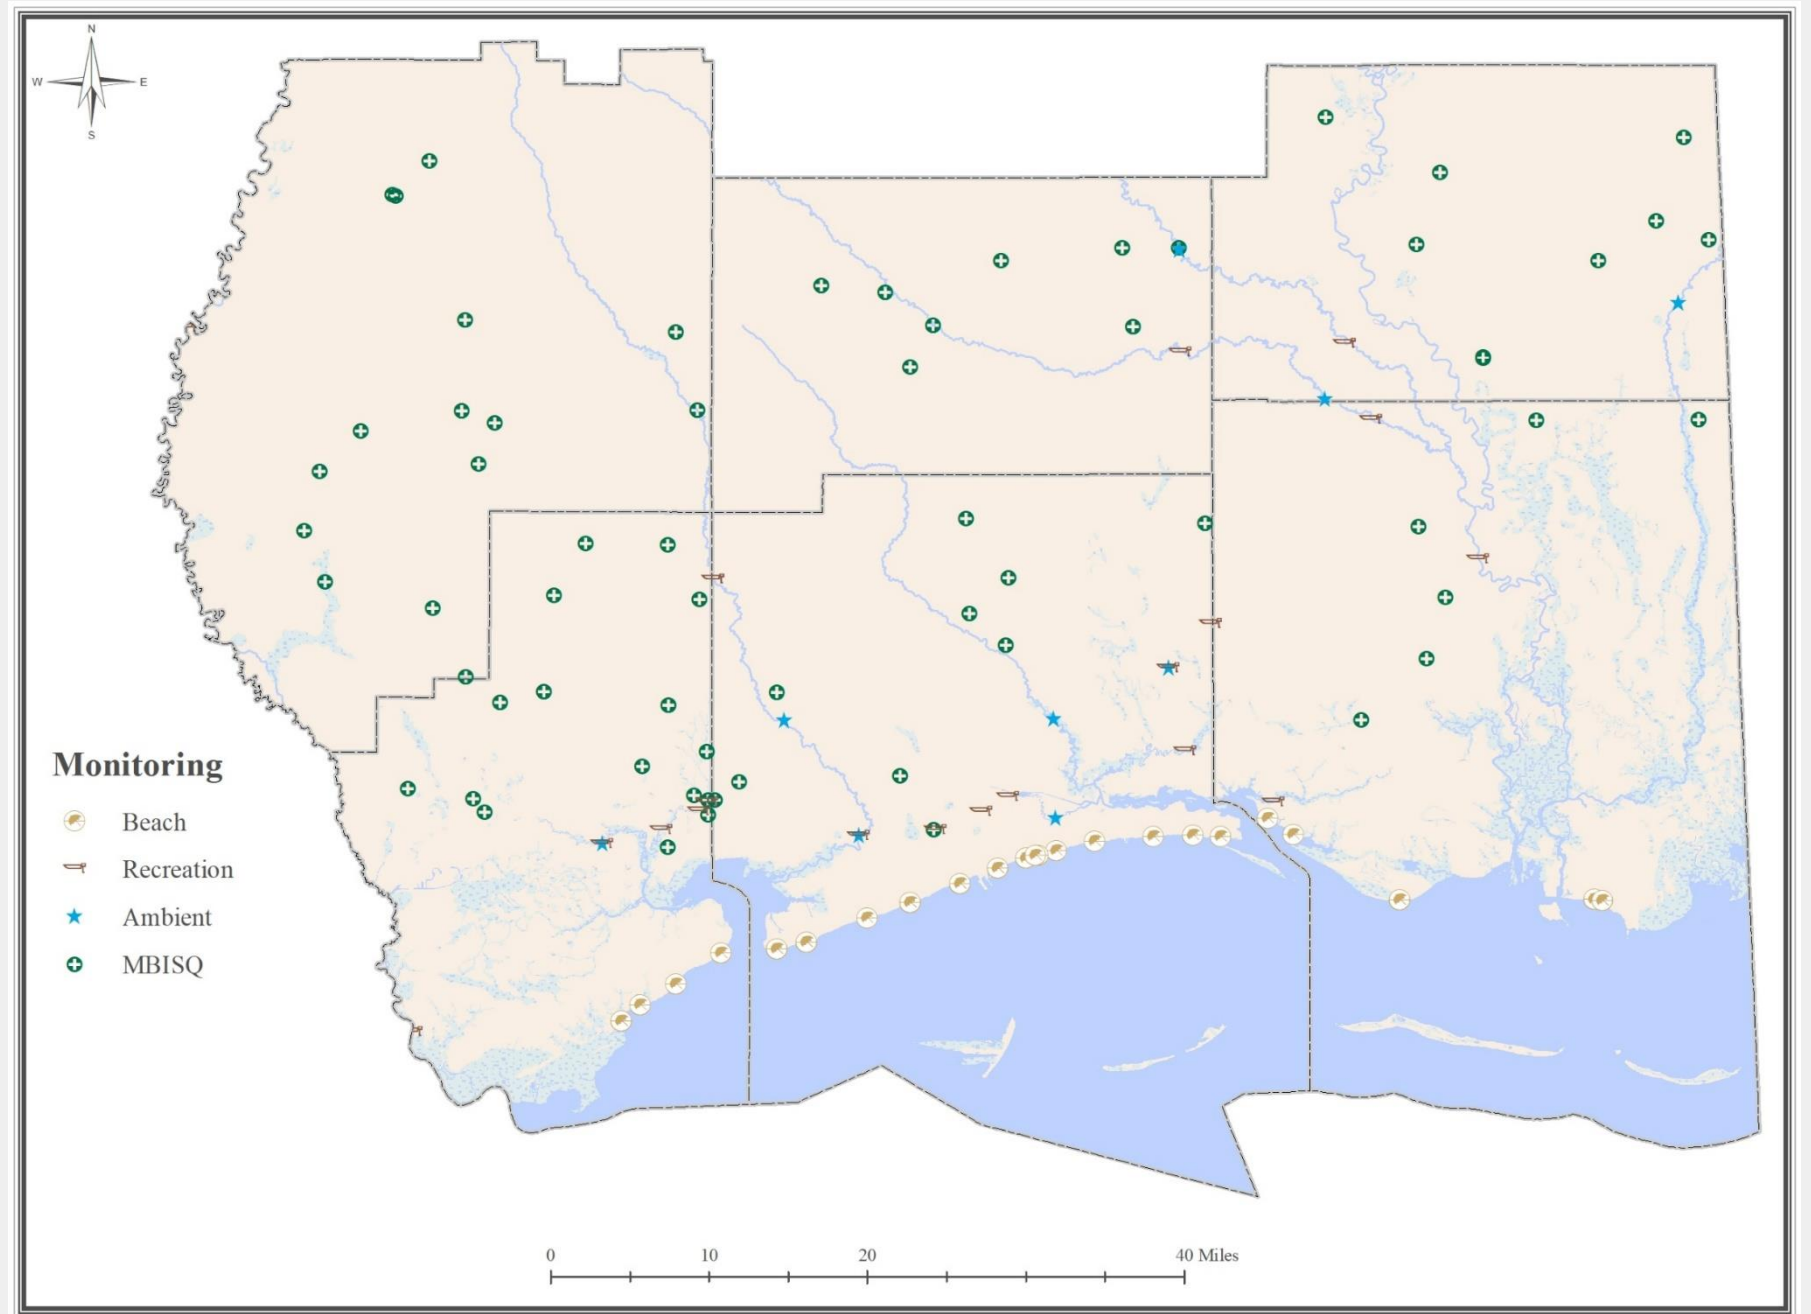 N
W E
S
Monitoring
Beach
Recreation
Ambient
MBISQ
0 10 20 40 Miles